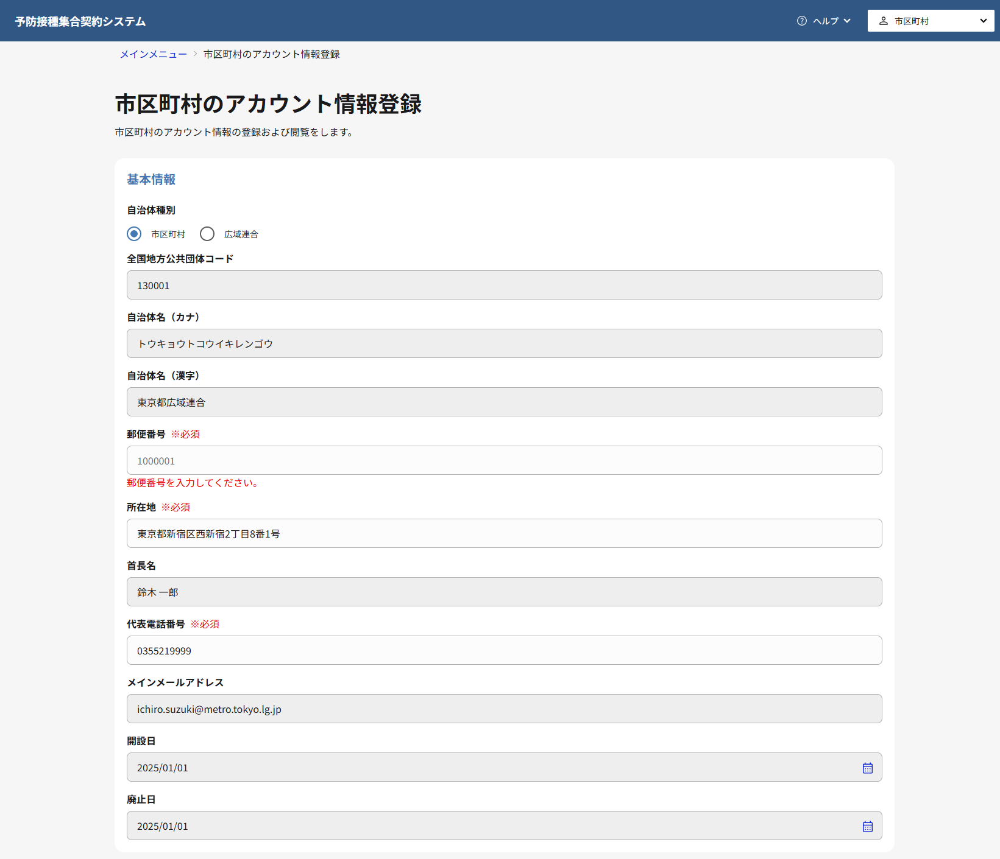 予防接種集合契約システム
ヘルプ
市区町村
メインメニュー > 市区町村のアカウント情報登録
市区町村のアカウント情報登録
市区町村のアカウント情報の登録および閲覧をします。
基本情報
自治体種別
市区町村 広域連合
全国地方公共団体コード
130001
自治体名（カナ）
トウキョウトコウイキレンゴウ
自治体名（漢字）
東京都広域連合
郵便番号 ※必須
1000001
郵便番号を入力してください。
所在地 ※必須
東京都新宿区西新宿2丁目8番1号
首長名
鈴木 一郎
代表電話番号 ※必須
0355219999
メインメールアドレス
ichiro.suzuki@metro.tokyo.lg.jp
開設日
2025/01/01
廃止日
2025/01/01